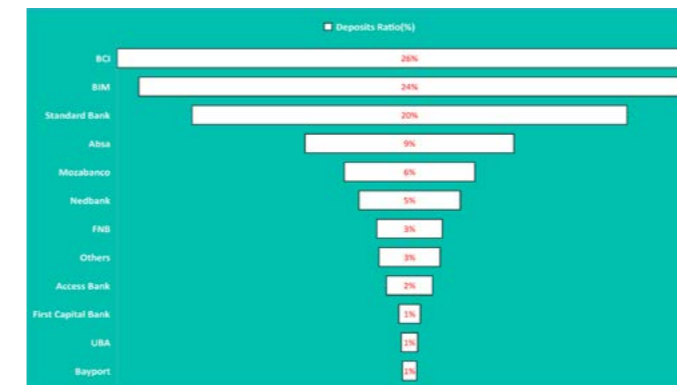 Deposits Ratio(%)
BCI 26%
BIM 24%
Standard Bank 20%
Absa 9%
Mozabanco 6%
Nedbank 5%
FNB 3%
Others 3%
Access Bank 2%
First Capital Bank 1%
UBA 1%
Bayport 1%